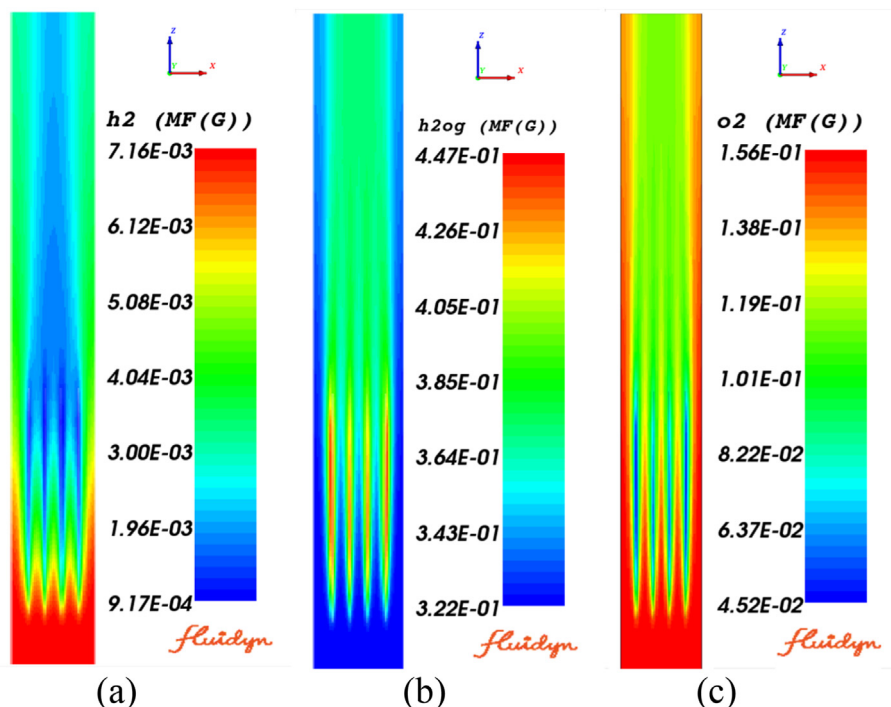 Z
X
Y
h2 (MF(G))
7.16E-03
6.12E-03
5.08E-03
4.04E-03
3.00E-03
1.96E-03
9.17E-04
fluidyn
(a)
Z
X
Y
h2og (MF(G))
4.47E-01
4.26E-01
4.05E-01
3.85E-01
3.64E-01
3.43E-01
3.22E-01
fluidyn
(b)
Z
X
Y
o2 (MF(G))
1.56E-01
1.38E-01
1.19E-01
1.01E-01
8.22E-02
6.37E-02
4.52E-02
fluidyn
(c)